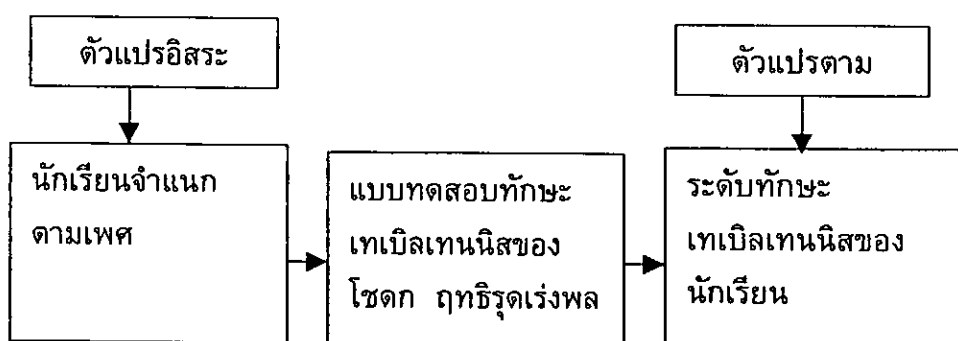 ตัวแปรอิสระ
ตัวแปรตาม
นักเรียนจำแนก
ตามเพศ
แบบทดสอบทักษะ
เทเบิลเทนนิสของ
โชดก ฤทธิรุดเร่งพล
ระดับทักษะ
เทเบิลเทนนิสของ
นักเรียน